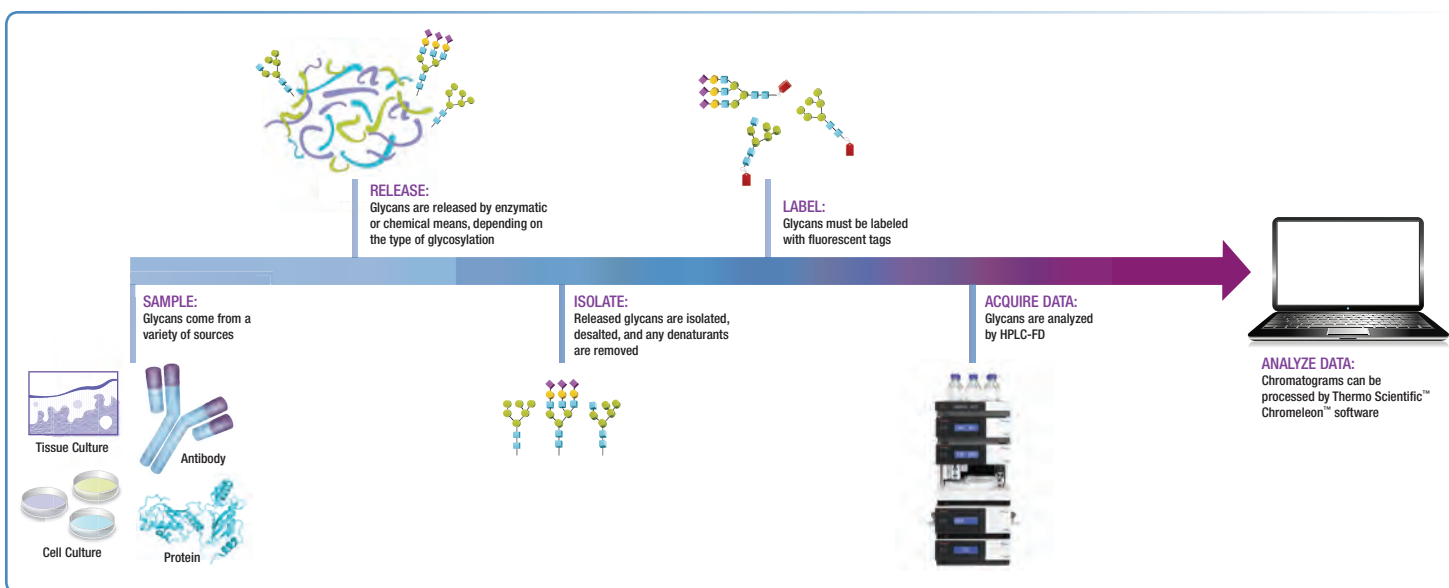 RELEASE:
Glycans are released by enzymatic
or chemical means, depending on
the type of glycosylation
LABEL:
Glycans must be labeled
with fluorescent tags
SAMPLE:
Glycans come from a
variety of sources
ISOLATE:
Released glycans are isolated,
desalted, and any denaturants
are removed
ACQUIRE DATA:
Glycans are analyzed
by HPLC-FD
ANALYZE DATA:
Chromatograms can be
processed by Thermo Scientific™
Chromeleon™ software
Tissue Culture
Antibody
Cell Culture
Protein